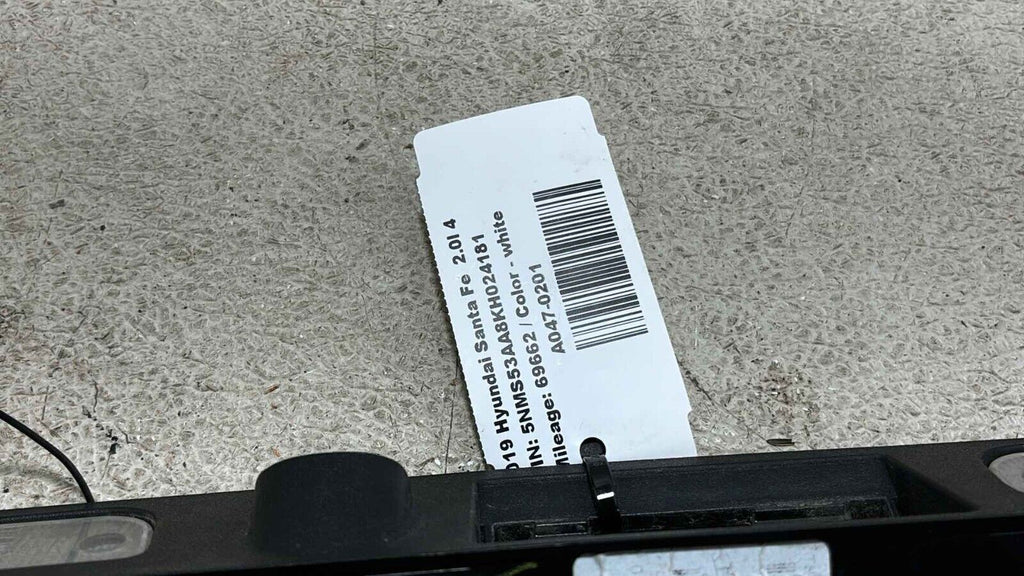 019 Hyundai Santa Fe 2.0l 4
IN: 5NMS53AA8KH024181
Mileage: 69662 / Color - white
A047-0201